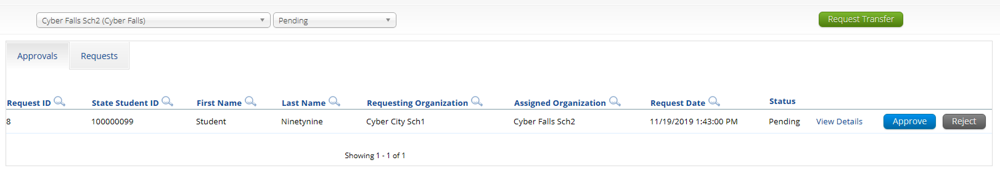 Cyber Falls Sch2 (Cyber Falls) Pending Request Transfer
Approvals Requests
Request ID State Student ID First Name Last Name Requesting Organization Assigned Organization Request Date Status
8 100000099 Student Ninetynine Cyber City Sch1 Cyber Falls Sch2 11/19/2019 1:43:00 PM Pending View Details Approve Reject
Showing 1 - 1 of 1